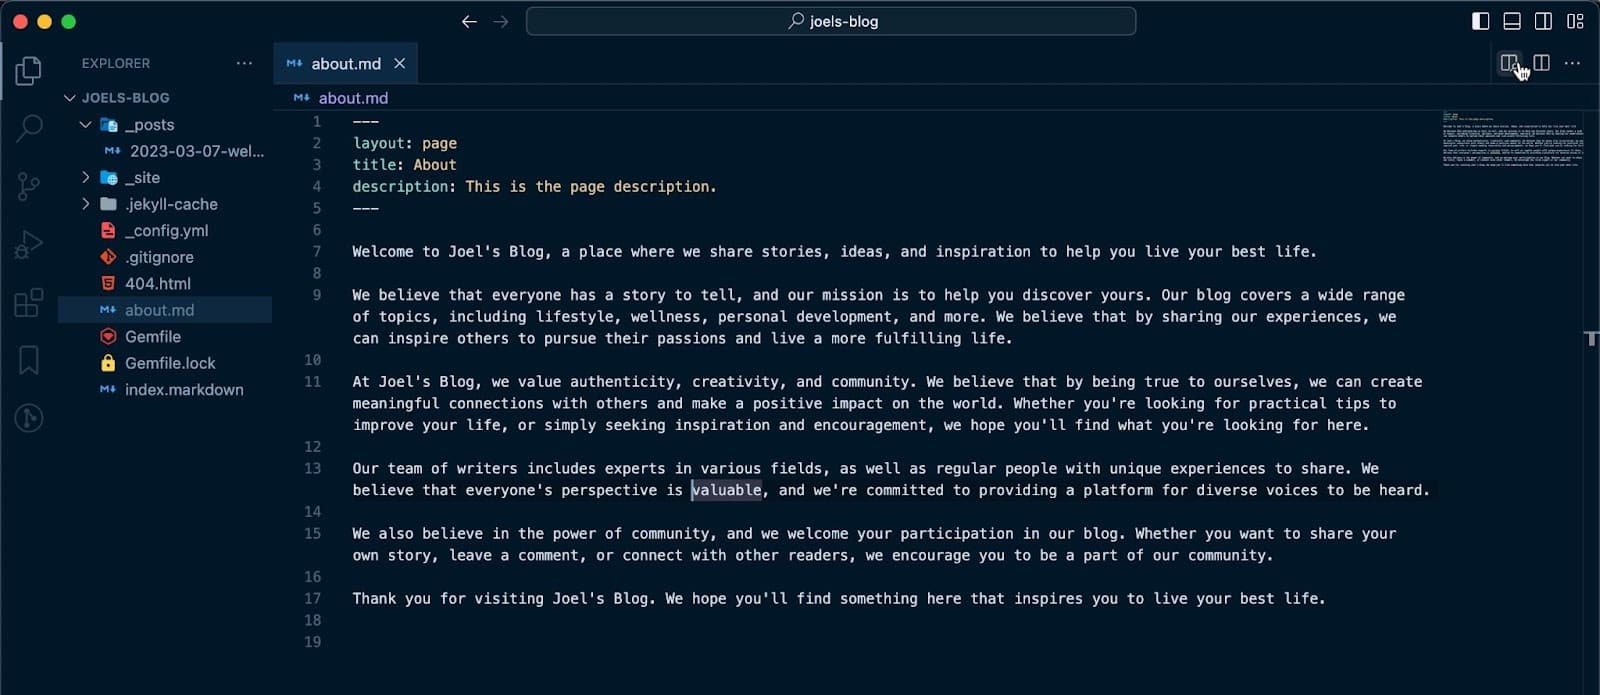 joels-blog
EXPLORER
about.md
JOELS-BLOG
about.md
_posts
2023-03-07-wel...
_site
.jekyll-cache
_config.yml
.gitignore
404.html
about.md
Gemfile
Gemfile.lock
index.markdown
1 ---
2 layout: page
3 title: About
4 description: This is the page description.
5 ---
6
7 Welcome to Joel's Blog, a place where we share stories, ideas, and inspiration to help you live your best life.
8
9 We believe that everyone has a story to tell, and our mission is to help you discover yours. Our blog covers a wide range
of topics, including lifestyle, wellness, personal development, and more. We believe that by sharing our experiences, we
can inspire others to pursue their passions and live a more fulfilling life.
10
11 At Joel's Blog, we value authenticity, creativity, and community. We believe that by being true to ourselves, we can create
meaningful connections with others and make a positive impact on the world. Whether you're looking for practical tips to
improve your life, or simply seeking inspiration and encouragement, we hope you'll find what you're looking for here.
12
13 Our team of writers includes experts in various fields, as well as regular people with unique experiences to share. We
believe that everyone's perspective is valuable, and we're committed to providing a platform for diverse voices to be heard.
14
15 We also believe in the power of community, and we welcome your participation in our blog. Whether you want to share your
own story, leave a comment, or connect with other readers, we encourage you to be a part of our community.
16
17 Thank you for visiting Joel's Blog. We hope you'll find something here that inspires you to live your best life.
18
19